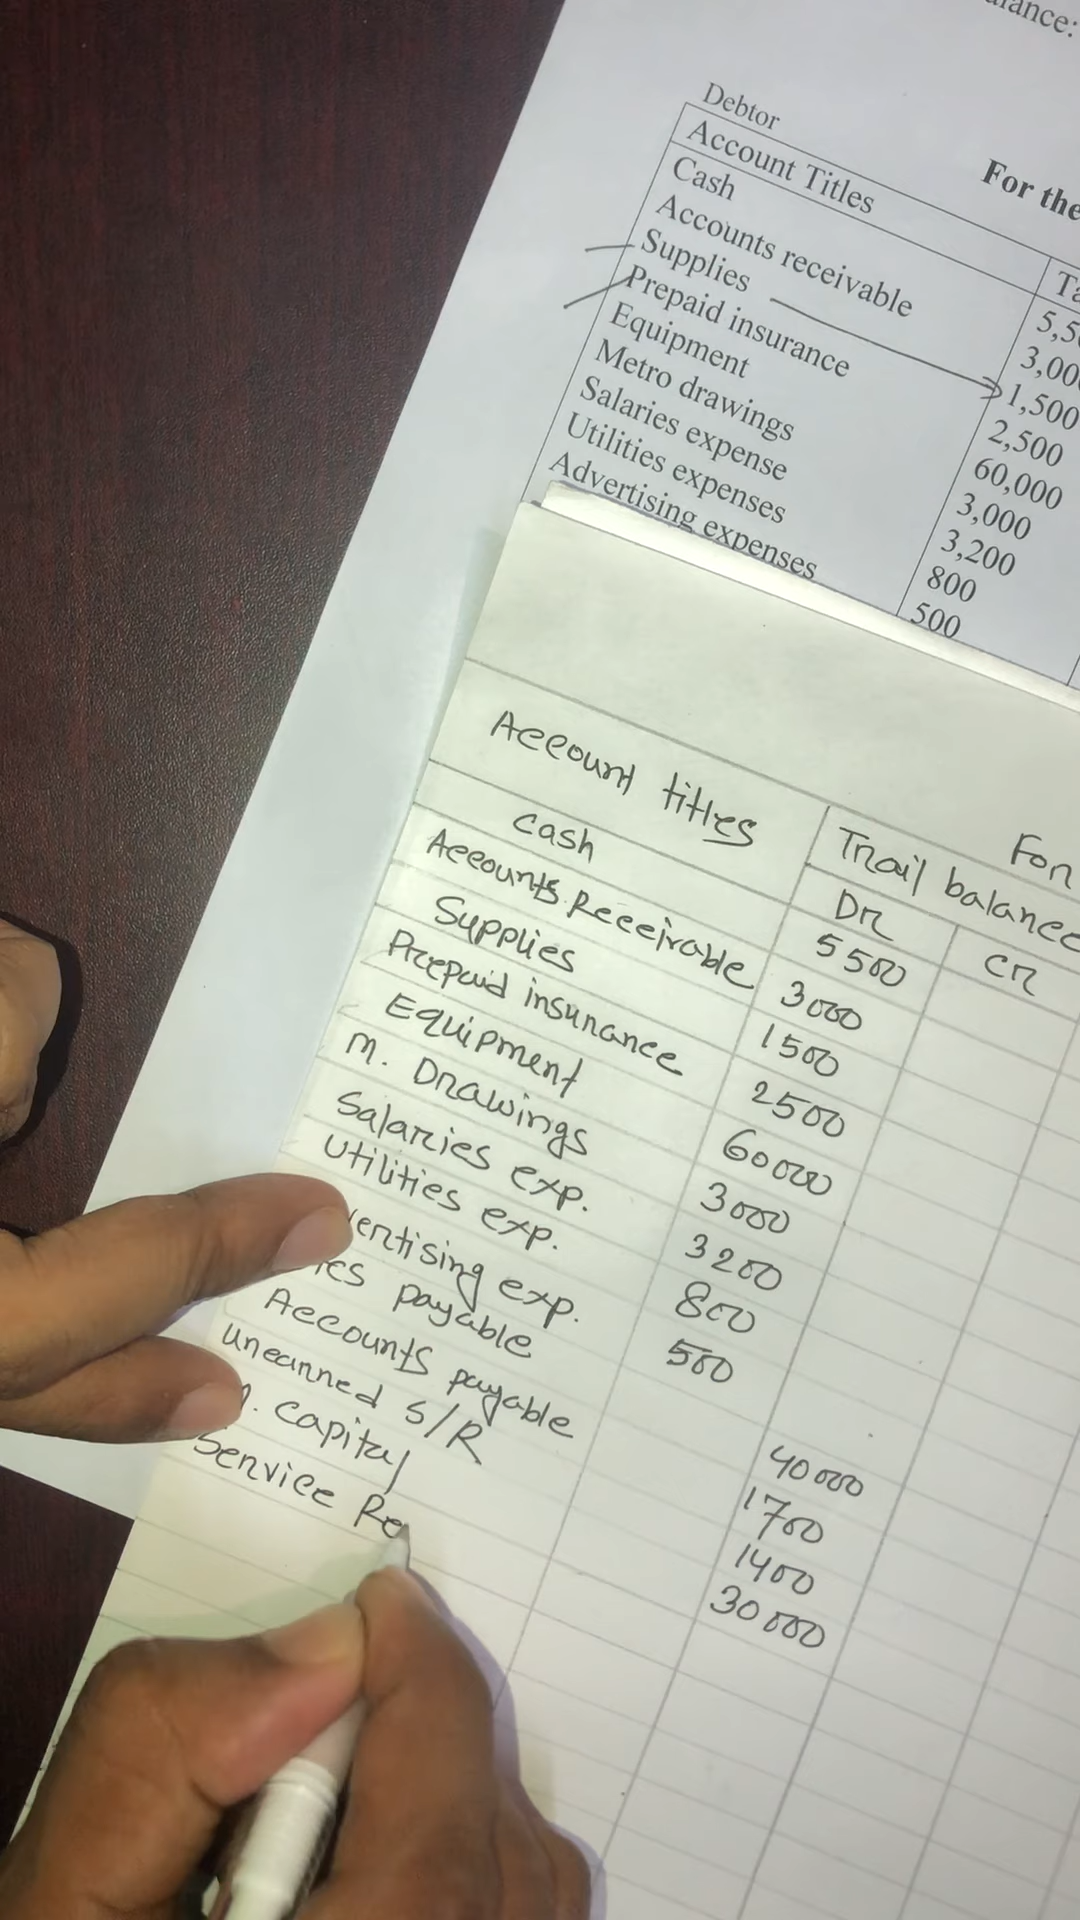 Debtor
For the
Account Titles
Cash 5,5
Accounts receivable 3,00
Supplies 1,500
Prepaid insurance 2,500
Equipment 60,000
Metro drawings 3,000
Salaries expense 3,200
Utilities expenses 800
Advertising expenses 500
For
Account titles Trail balance
Dr Cr
Cash 5500
Accounts Receivable 3000
Supplies 1500
Prepaid insurance 2500
Equipment 60000
M. Drawings 3000
Salaries exp. 3200
Utilities exp. 800
vertising exp. 500
es payable 40000
Accounts payable 1700
unearned S/R 1400
. Capital 30000
Service Re